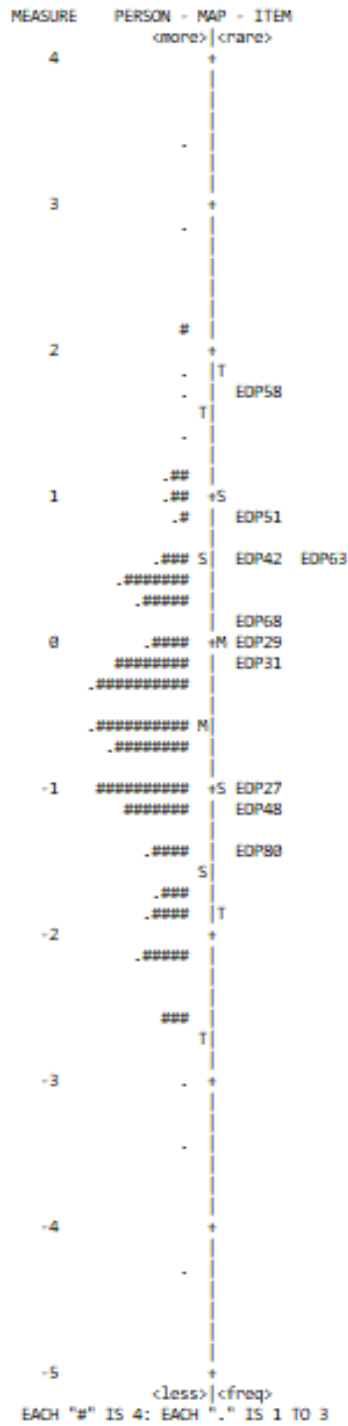 MEASURE PERSON - MAP - ITEM
<more>|<rare>
4 +
|
|
|
. |
|
|
3 +
. |
|
|
|
|
# |
2 +
. |T
. | EDP58
T|
. |
|
.## |
1 .## +S
.# | EDP51
|
.### S| EDP42 EDP63
.####### |
.##### |
| EDP68
0 .#### +M EDP29
######## | EDP31
.########## |
|
.########## M|
.######## |
|
-1 ########## +S EDP27
####### | EDP48
|
.#### | EDP80
S|
.### |
.#### |T
-2 +
.##### |
|
|
### |
T|
|
-3 . +
|
|
. |
|
|
|
-4 +
|
. |
|
|
|
|
-5 +
<less>|<freq>
EACH "#" IS 4: EACH "." IS 1 TO 3